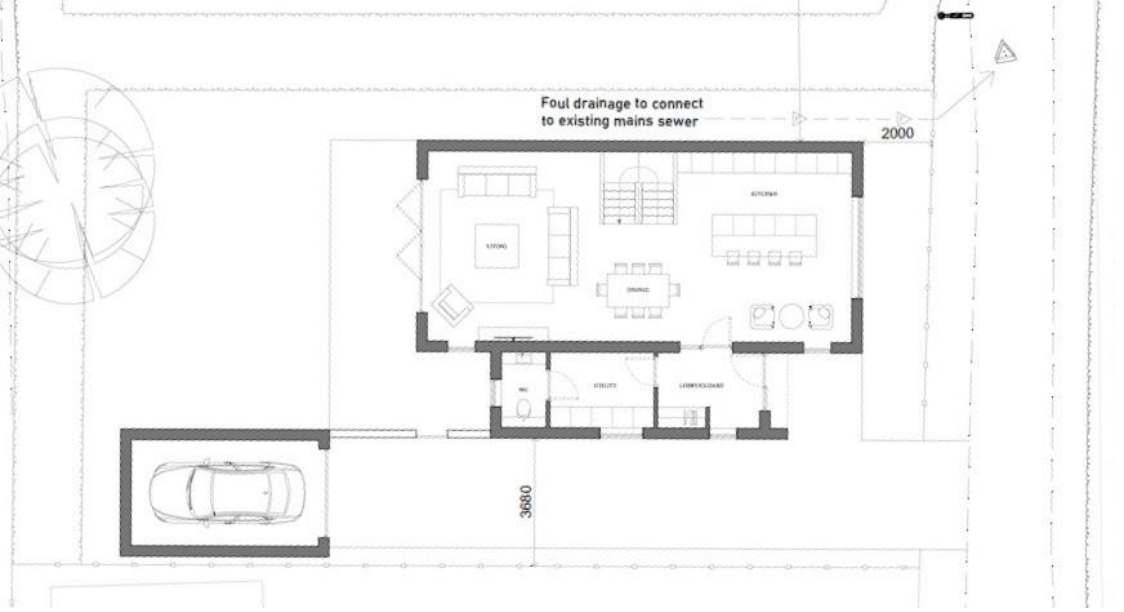 Foul drainage to connect
to existing mains sewer
2000
KITCHEN
LIVING
DINING
WC
UTILITY
3680